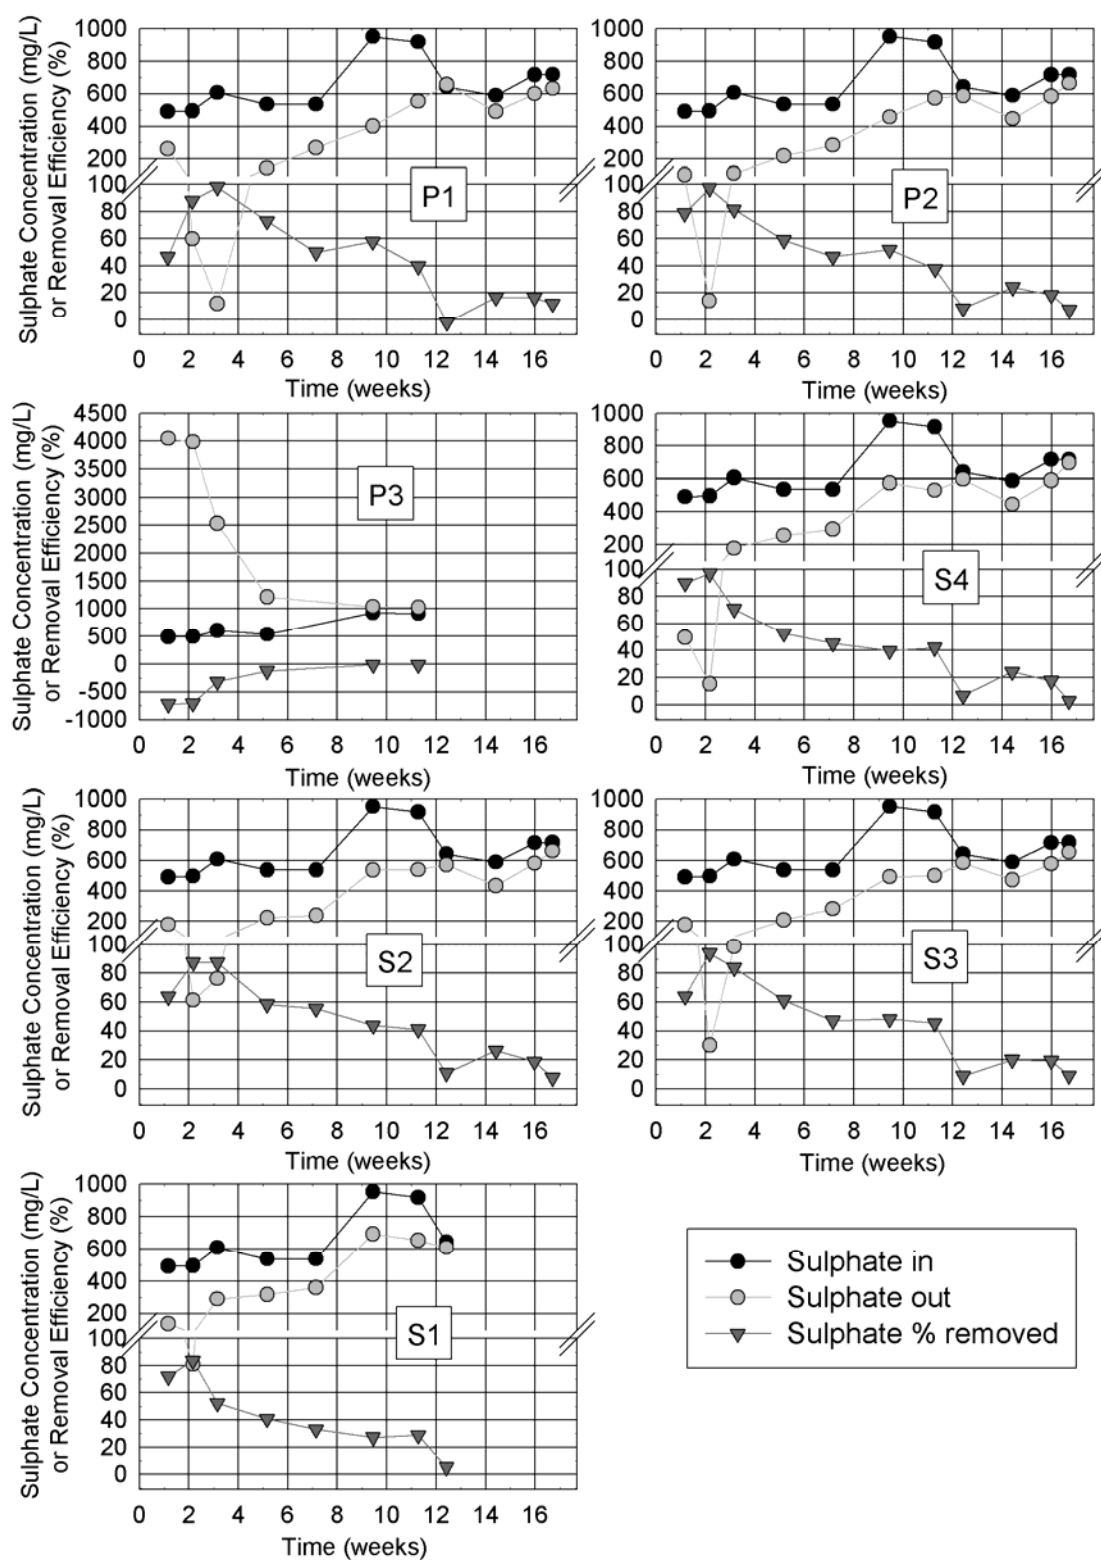 Sulphate Concentration (mg/L)
or Removal Efficiency (%)
1000
800
600
400
200
100
80
60
40
20
0
P1
0 2 4 6 8 10 12 14 16
Time (weeks)
1000
800
600
400
200
100
80
60
40
20
0
P2
0 2 4 6 8 10 12 14 16
Time (weeks)
Sulphate Concentration (mg/L)
or Removal Efficiency (%)
4500
4000
3500
3000
2500
2000
1500
1000
500
0
-500
-1000
P3
0 2 4 6 8 10 12 14 16
Time (weeks)
1000
800
600
400
200
100
80
60
40
20
0
S4
0 2 4 6 8 10 12 14 16
Time (weeks)
Sulphate Concentration (mg/L)
or Removal Efficiency (%)
1000
800
600
400
200
100
80
60
40
20
0
S2
0 2 4 6 8 10 12 14 16
Time (weeks)
1000
800
600
400
200
100
80
60
40
20
0
S3
0 2 4 6 8 10 12 14 16
Time (weeks)
Sulphate Concentration (mg/L)
or Removal Efficiency (%)
1000
800
600
400
200
100
80
60
40
20
0
S1
0 2 4 6 8 10 12 14 16
Time (weeks)
Sulphate in
Sulphate out
Sulphate % removed